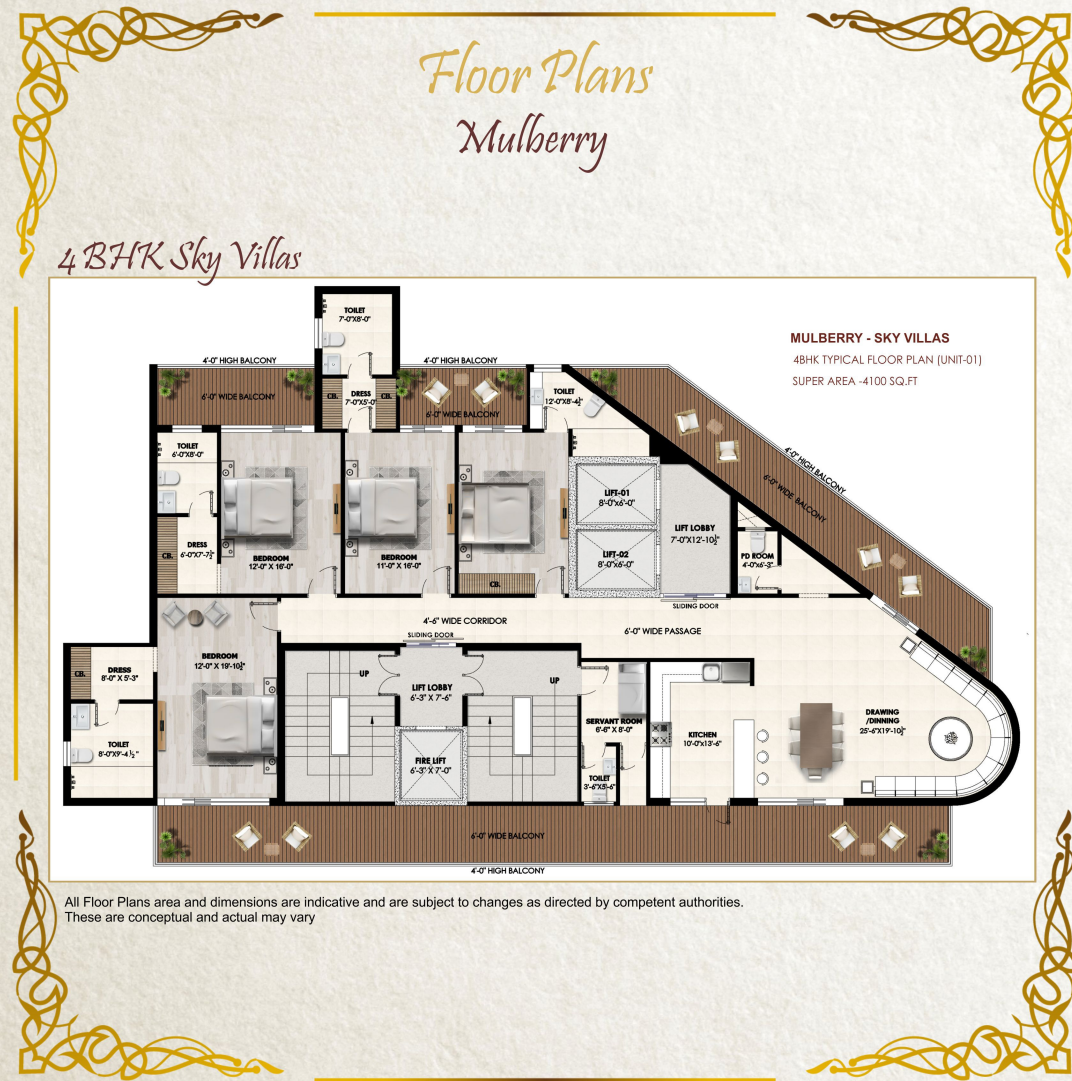 Floor Plans
Mulberry
4 BHK Sky Villas
MULBERRY - SKY VILLAS
4BHK TYPICAL FLOOR PLAN (UNIT-01)
SUPER AREA -4100 SQ.FT
TOILET
7'-0"X8'-0"
4'-0" HIGH BALCONY
4'-0" HIGH BALCONY
6'-0" WIDE BALCONY
CB.
DRESS
7'-0"X5'-0"
CB.
6'-0" WIDE BALCONY
TOILET
12'-0"X8'-4½"
4'-0" HIGH BALCONY
6'-0" WIDE BALCONY
TOILET
6'-0"X8'-0"
LIFT-01
8'-0"x6'-0"
LIFT LOBBY
7'-0"X12'-10½"
CB.
DRESS
6'-0"X7'-7½"
BEDROOM
12'-0" X 16'-0"
BEDROOM
11'-0" X 16'-0"
CB.
LIFT-02
8'-0"x6'-0"
PD ROOM
4'-0"x6'-3"
SLIDING DOOR
4'-6" WIDE CORRIDOR
6'-0" WIDE PASSAGE
SLIDING DOOR
BEDROOM
12'-0" X 19'-10½"
CB.
DRESS
8'-0" X 5'-3"
UP
LIFT LOBBY
6'-3" X 7'-6"
UP
SERVANT ROOM
6'-6" X 8'-0"
KITCHEN
10'-0"x13'-6"
DRAWING
/DINNING
25'-6"X19'-10½"
TOILET
8'-0"X9'-4½"
FIRE LIFT
6'-3" X 7'-0"
TOILET
3'-6"X5'-6"
6'-0" WIDE BALCONY
4'-0" HIGH BALCONY
All Floor Plans area and dimensions are indicative and are subject to changes as directed by competent authorities.
These are conceptual and actual may vary